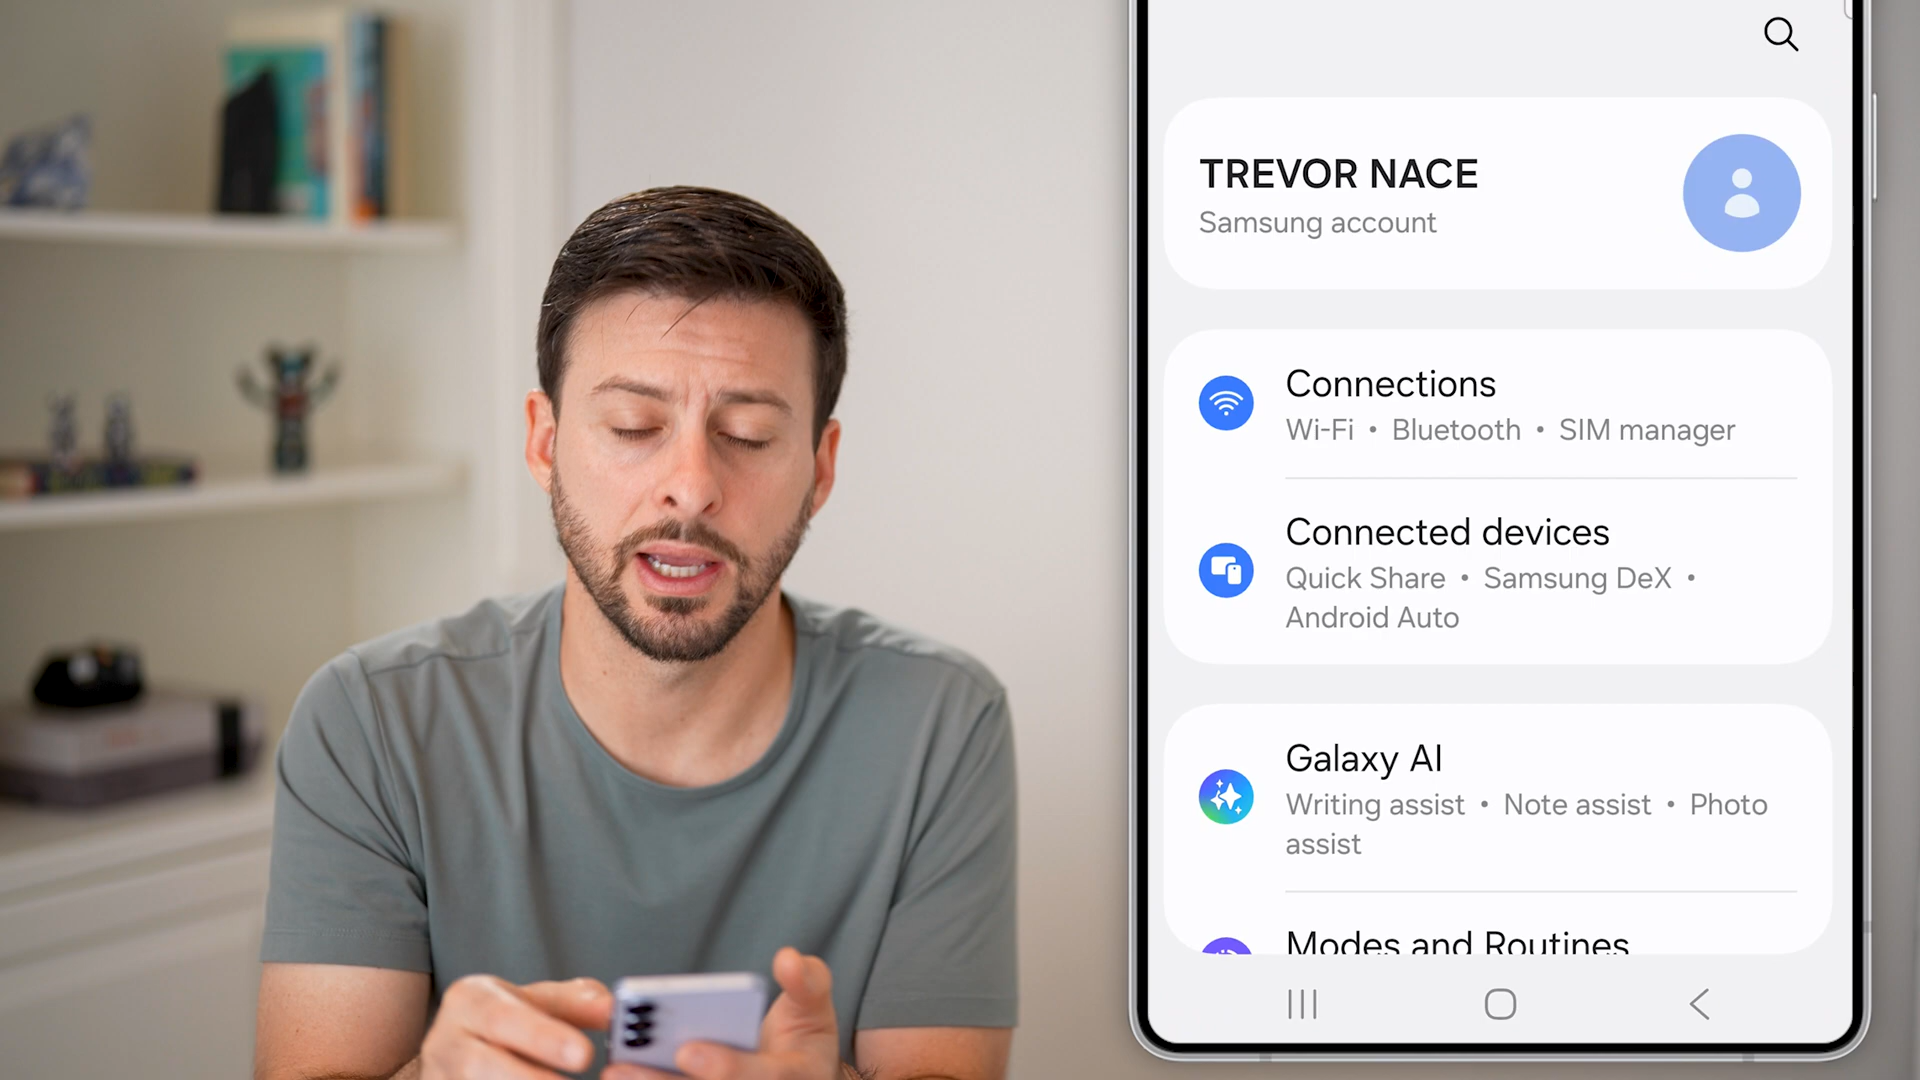 TREVOR NACE
Samsung account
Connections
Wi-Fi • Bluetooth • SIM manager
Connected devices
Quick Share • Samsung DeX •
Android Auto
Galaxy AI
Writing assist • Note assist • Photo
assist
Modes and Routines